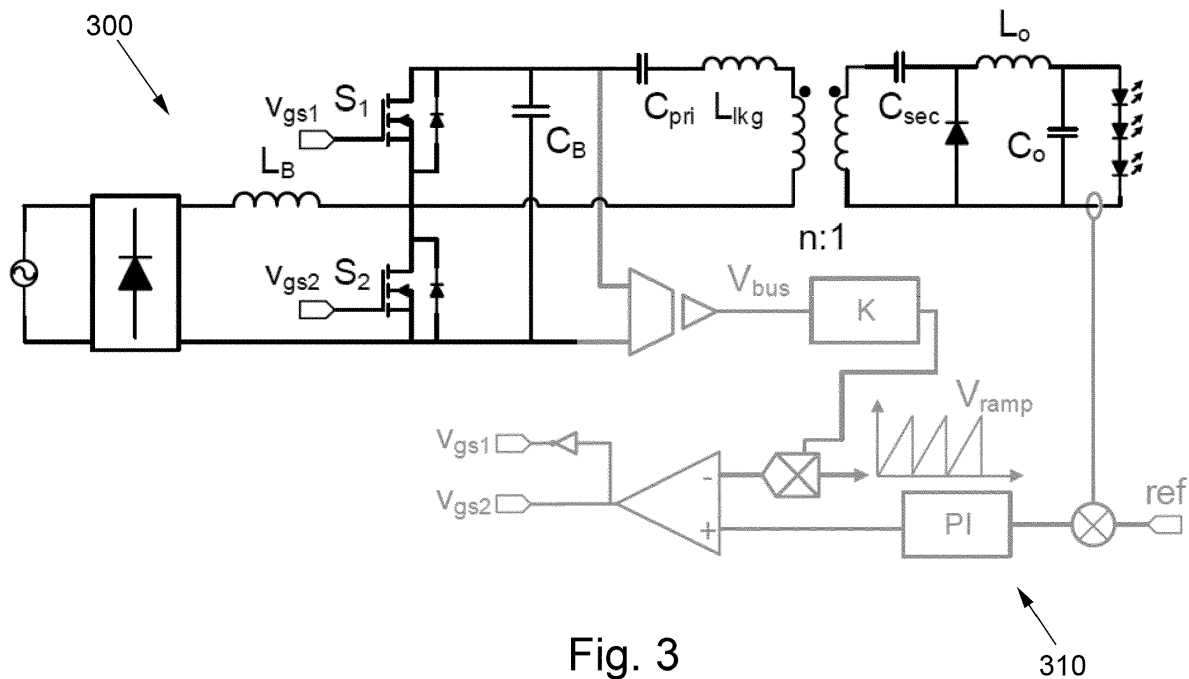 300
S1
vgs1
LB
CB
Cpri
Llkg
n:1
Csec
Lo
Co
S2
vgs2
Vbus
K
Vramp
vgs1
vgs2
-
+
PI
ref
310
Fig. 3